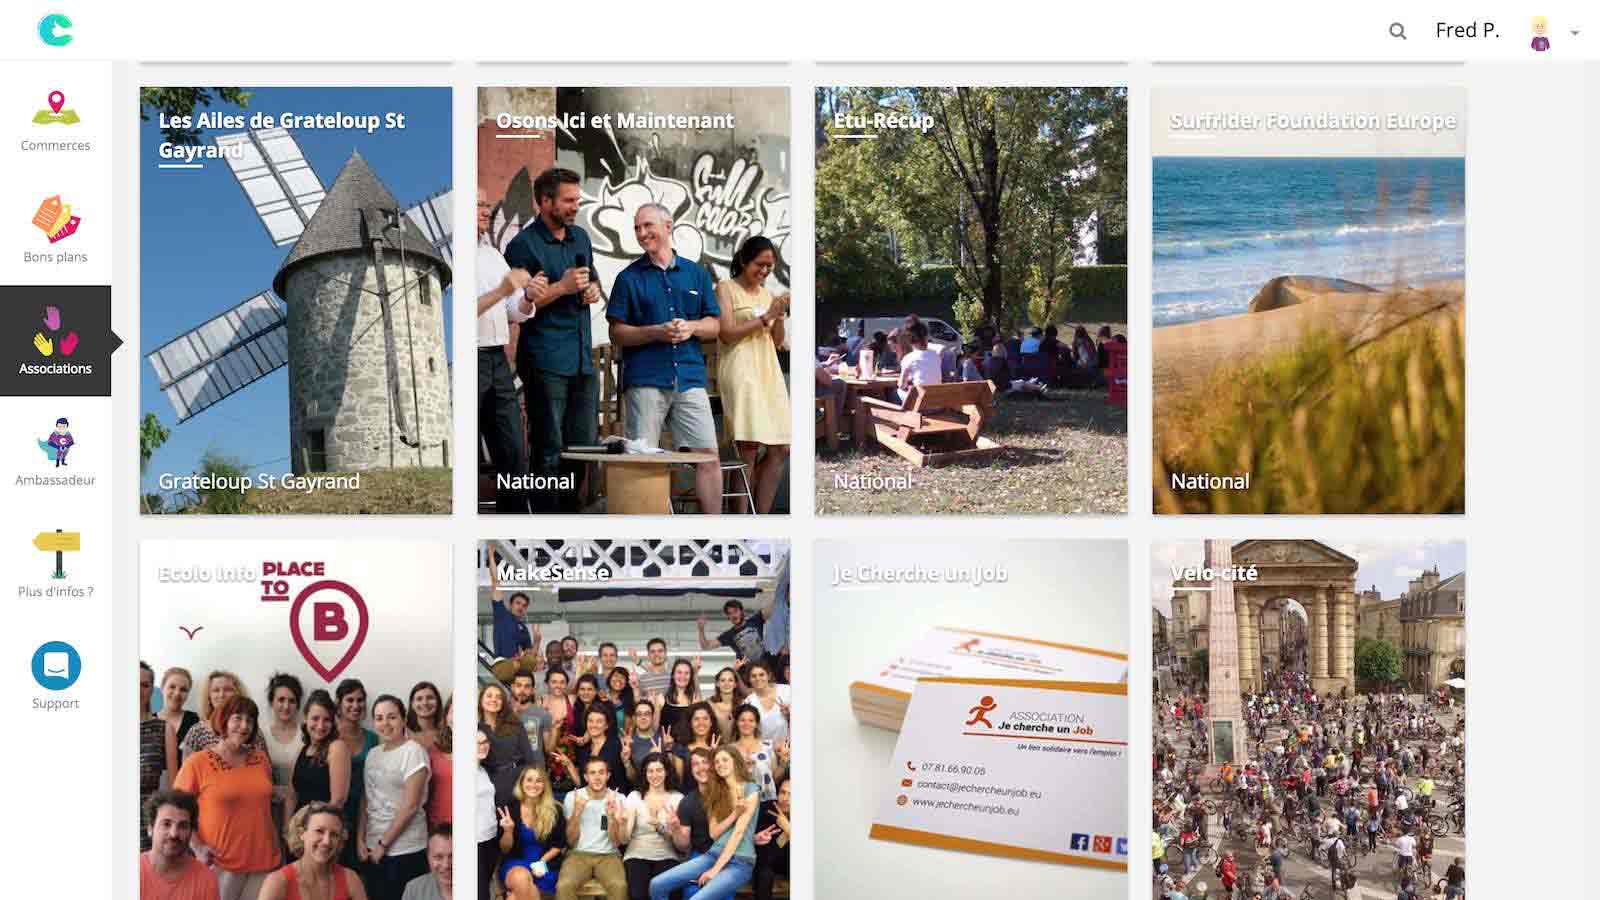 Fred P.
Commerces
Bons plans
Associations
Ambassadeur
Plus d'infos ?
Support
Les Ailes de Grateloup St
Gayrand
Grateloup St Gayrand
Osons Ici et Maintenant
Full
COLOR
National
Etu-Récup
National
Surfrider Foundation Europe
National
Ecolo Info
PLACE
TO
B
MakeSense
Je Cherche un Job
ASSOCIATION
Je cherche un Job
Un lien solidaire vers l'emploi !
07.81.66.90.05
contact@jechercheunjob.eu
www.jechercheunjob.eu
Vélo-cité